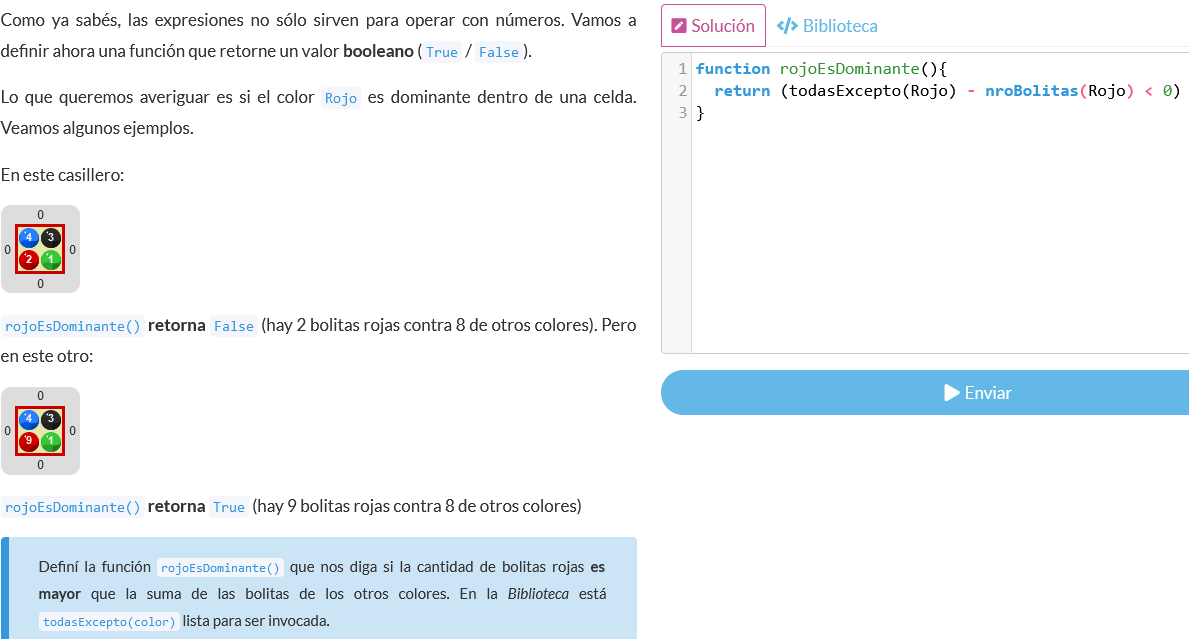 Como ya sabés, las expresiones no sólo sirven para operar con números. Vamos a
definir ahora una función que retorne un valor booleano ( True / False ).
Lo que queremos averiguar es si el color Rojo es dominante dentro de una celda.
Veamos algunos ejemplos.
En este casillero:
0
4 3
0 0
2 1
0
rojoEsDominante() retorna False (hay 2 bolitas rojas contra 8 de otros colores). Pero
en este otro:
0
4 3
0 0
9 1
0
rojoEsDominante() retorna True (hay 9 bolitas rojas contra 8 de otros colores)
Definí la función rojoEsDominante() que nos diga si la cantidad de bolitas rojas es
mayor que la suma de las bolitas de los otros colores. En la Biblioteca está
todasExcepto(color) lista para ser invocada.
Solución </> Biblioteca
1 function rojoEsDominante(){
2 return (todasExcepto(Rojo) - nroBolitas(Rojo) < 0)
3 }
Enviar